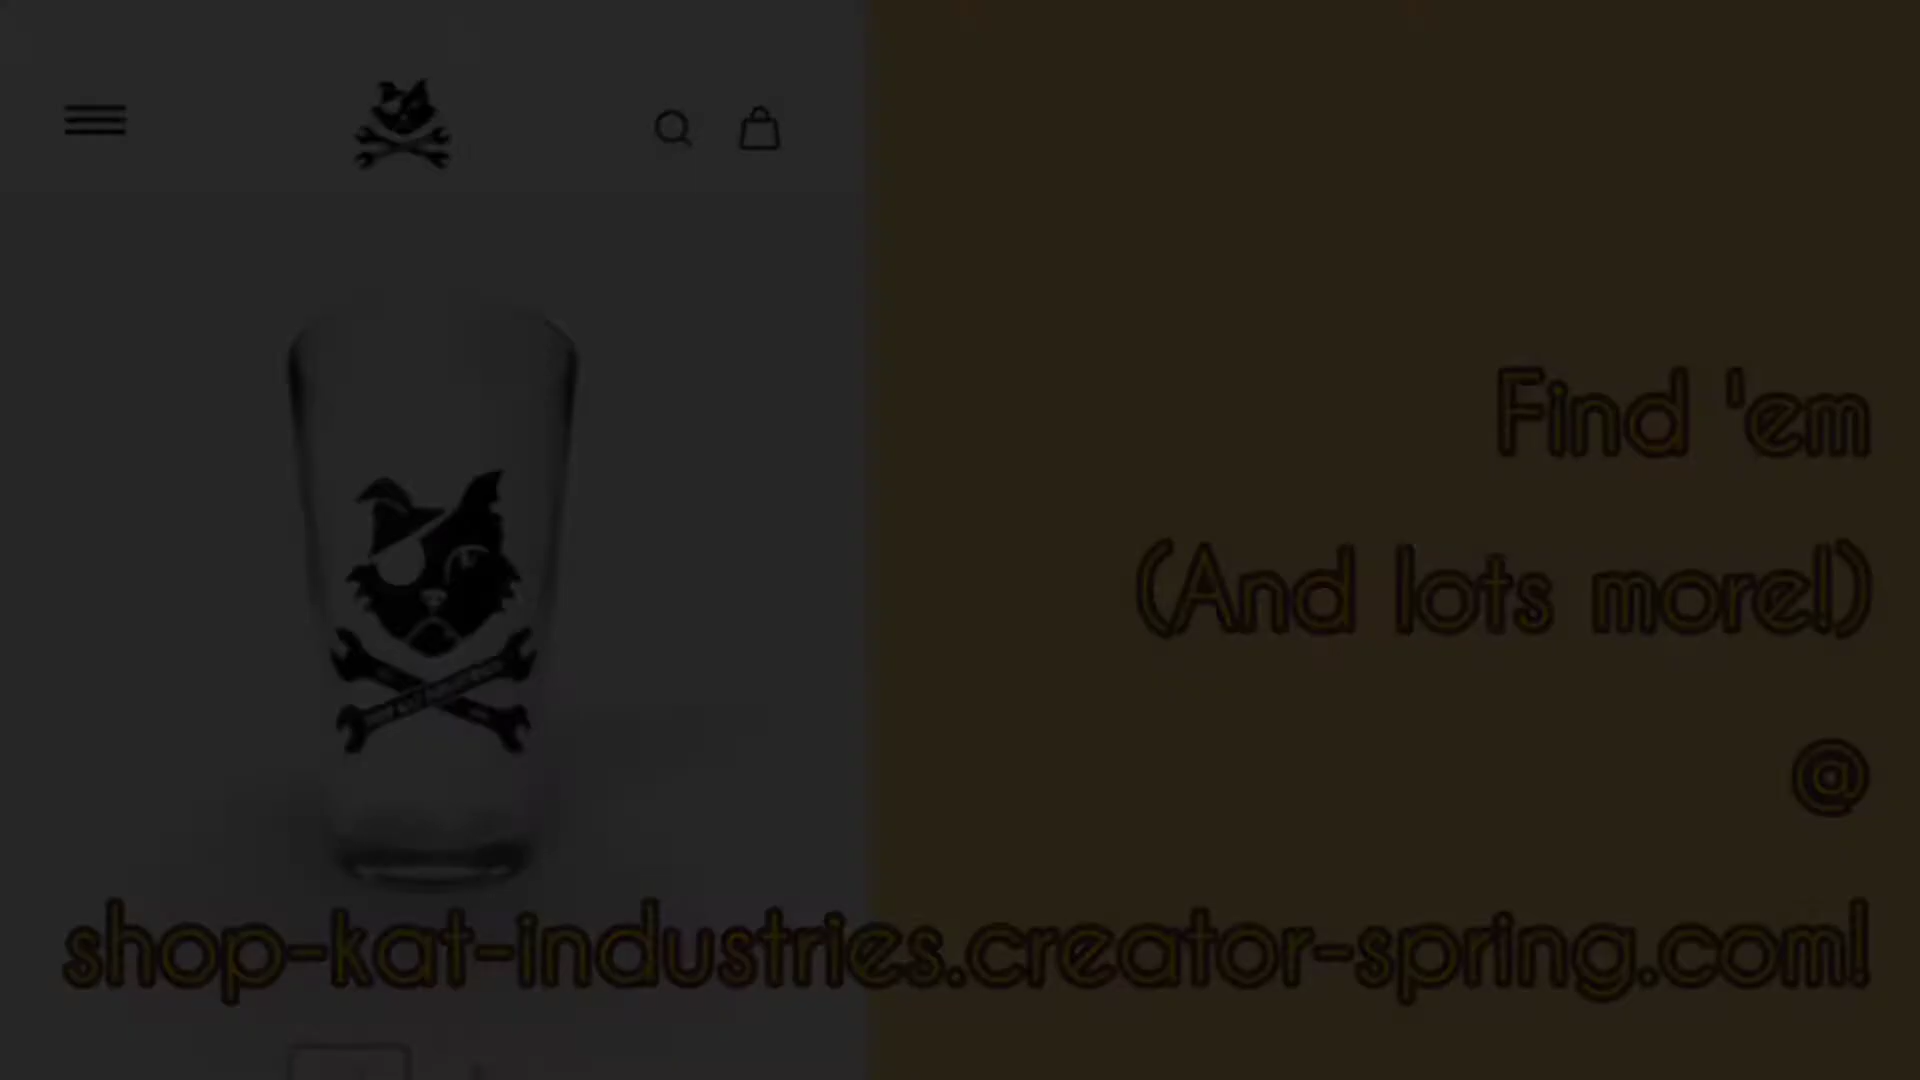 Find 'em
(And lots more!)
@
shop-kat-industries.creator-spring.com!